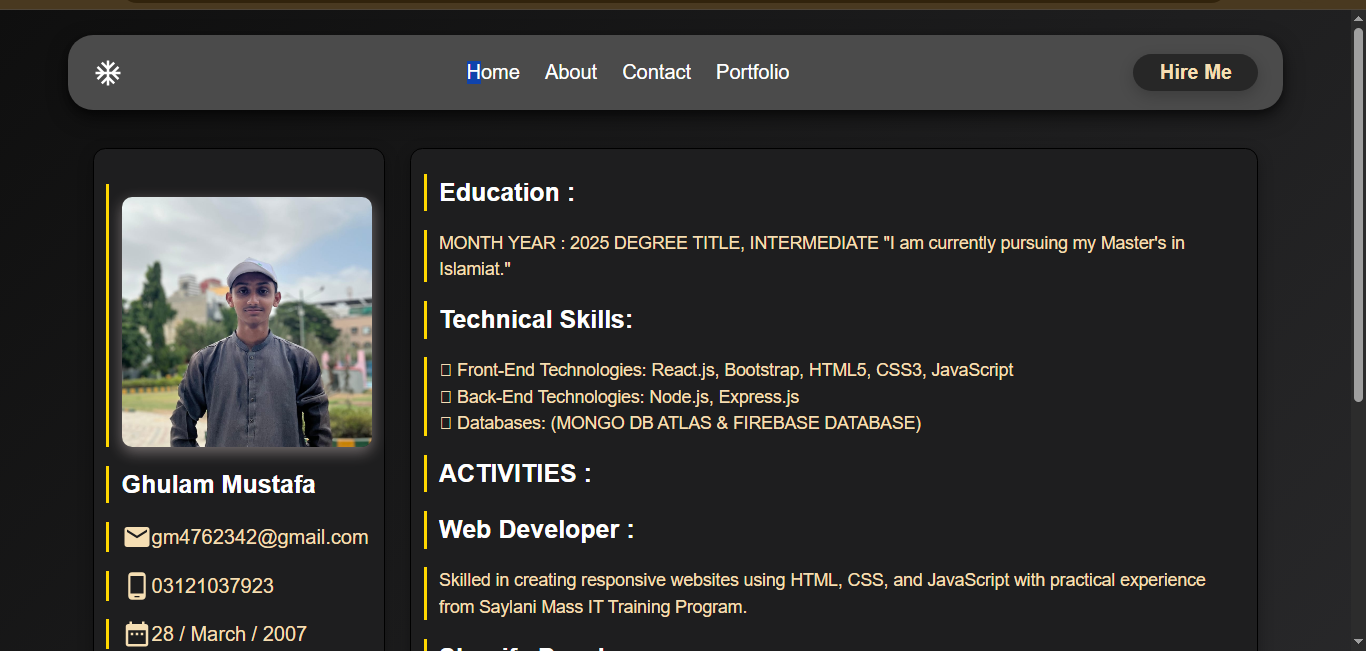 Home About Contact Portfolio Hire Me
Ghulam Mustafa
gm4762342@gmail.com
03121037923
28 / March / 2007
Education :
MONTH YEAR : 2025 DEGREE TITLE, INTERMEDIATE "I am currently pursuing my Master's in
Islamiat."
Technical Skills:
Front-End Technologies: React.js, Bootstrap, HTML5, CSS3, JavaScript
Back-End Technologies: Node.js, Express.js
Databases: (MONGO DB ATLAS & FIREBASE DATABASE)
ACTIVITIES :
Web Developer :
Skilled in creating responsive websites using HTML, CSS, and JavaScript with practical experience
from Saylani Mass IT Training Program.